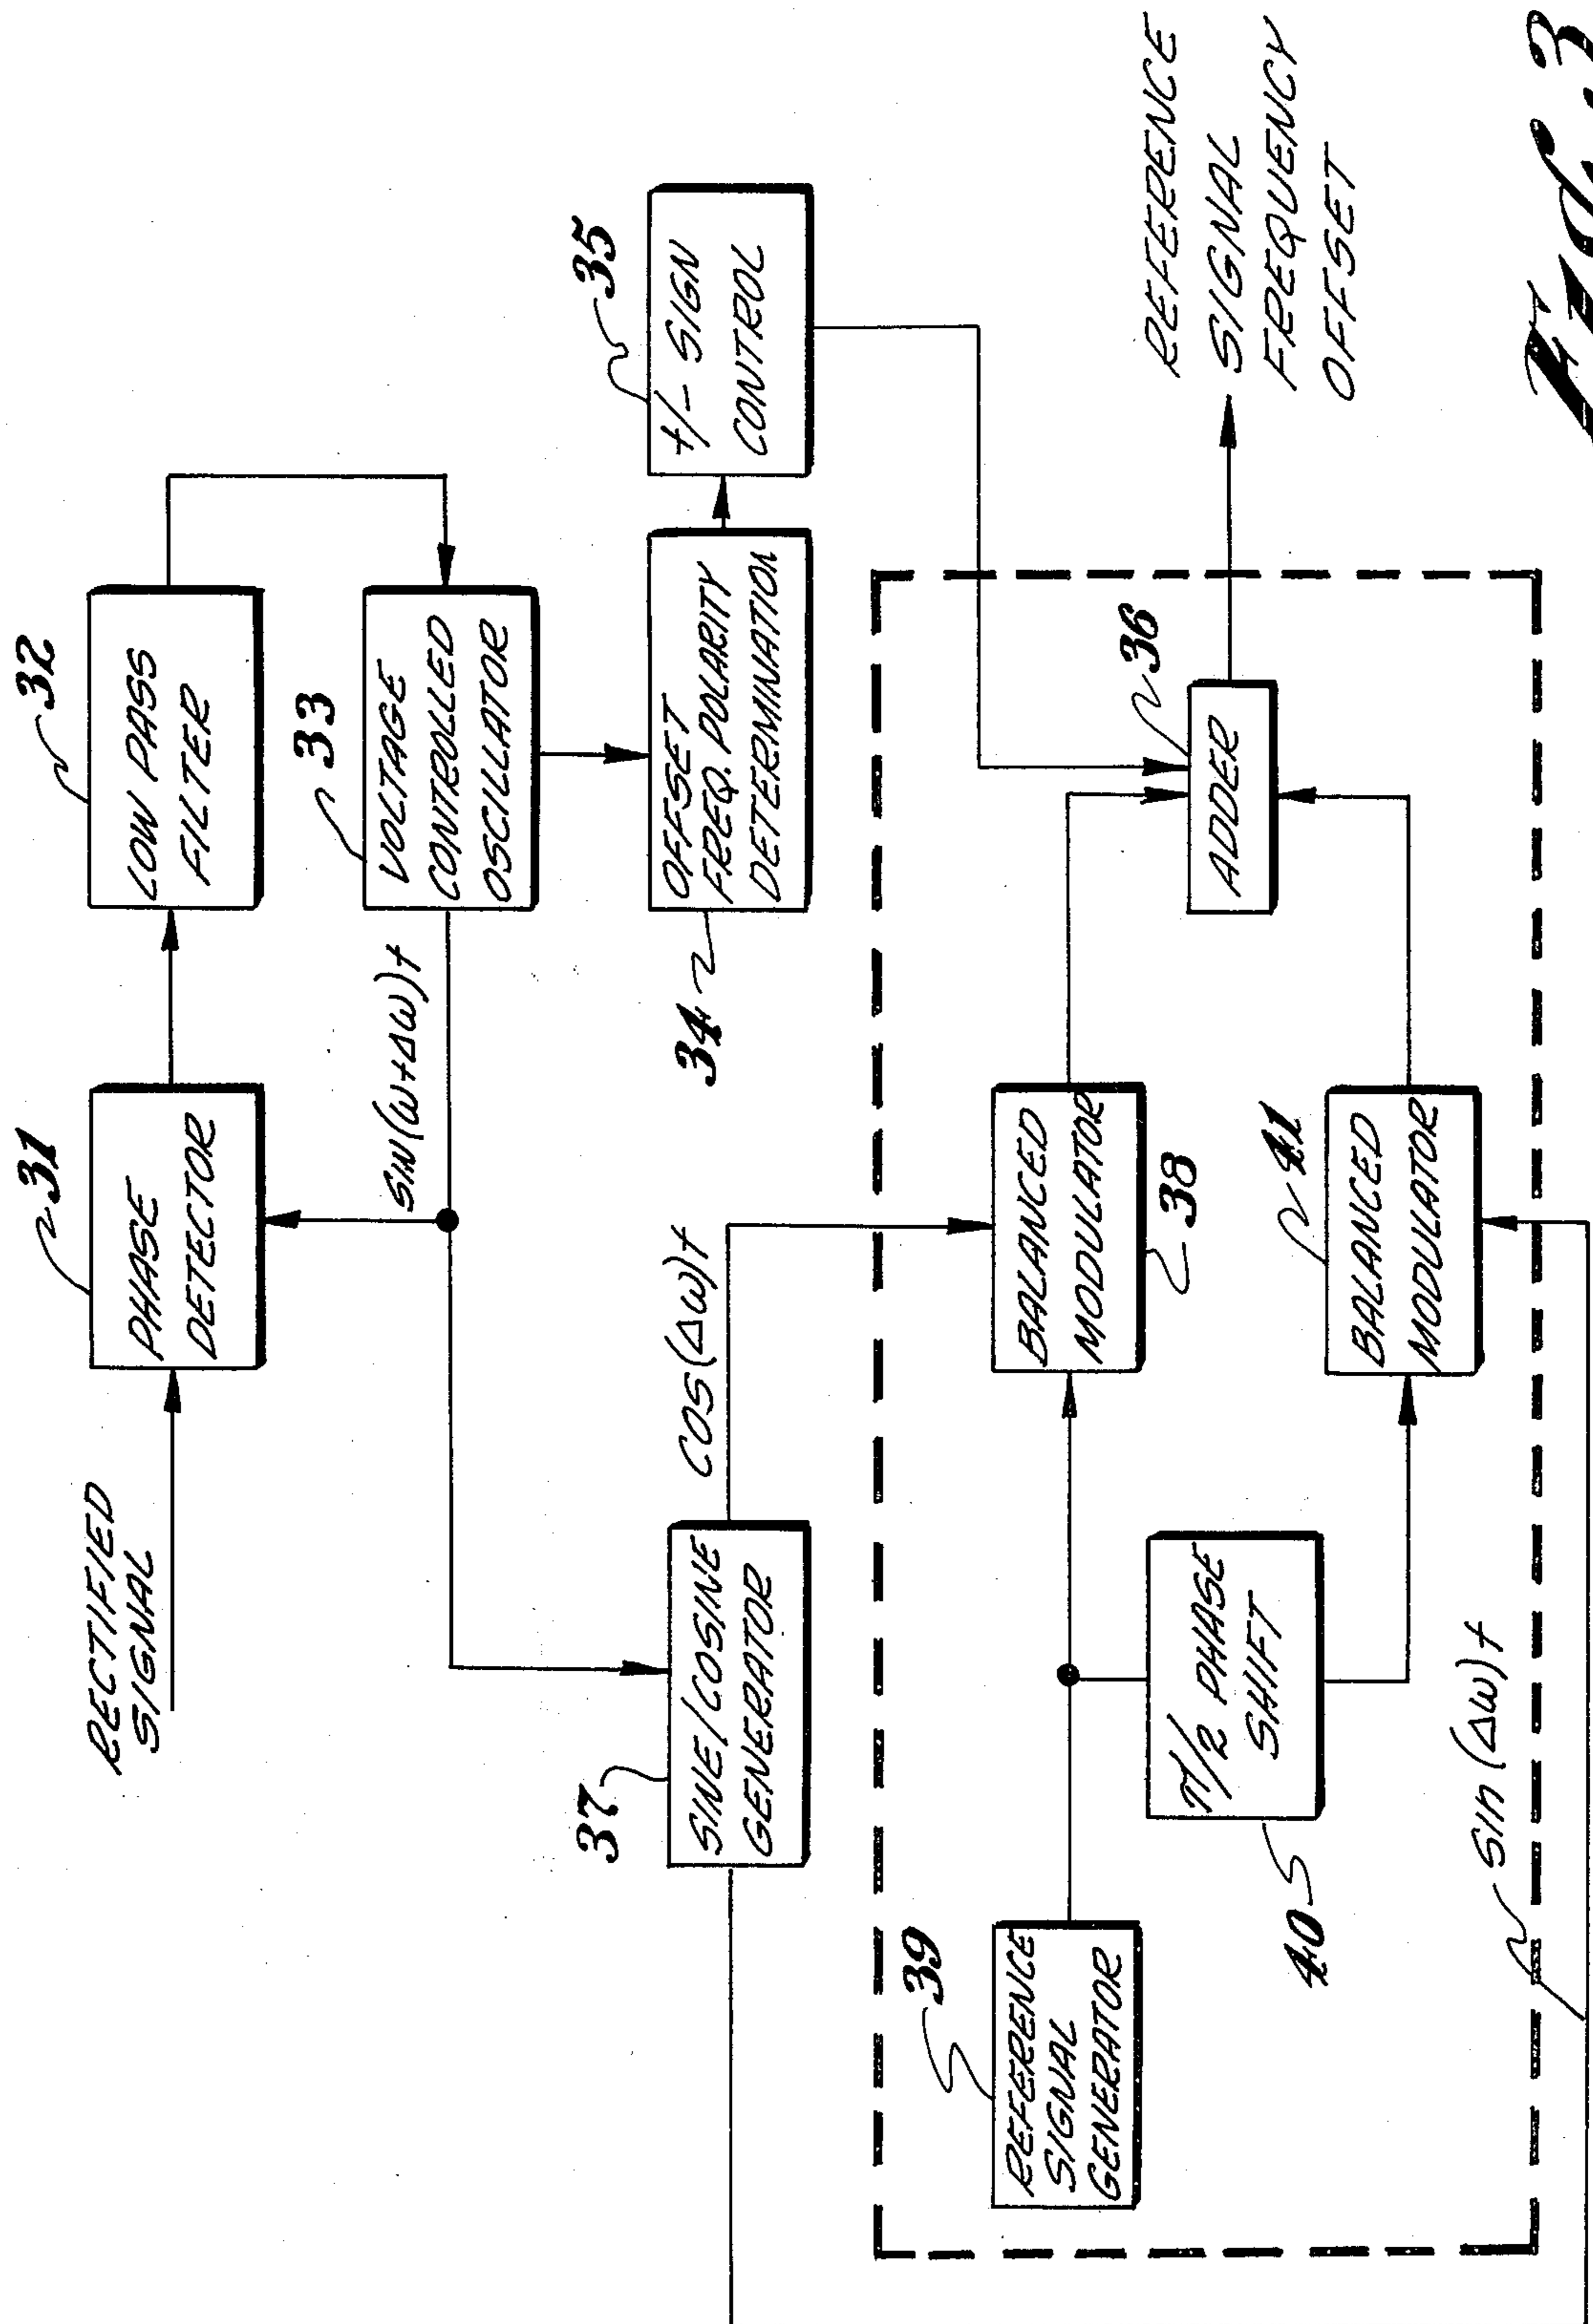 RECTIFIED
SIGNAL
31
PHASE
DETECTOR
32
LOW PASS
FILTER
33
VOLTAGE
CONTROLLED
OSCILLATOR
SIN(ω+Δω)t
34
OFFSET
FREQ. POLARITY
DETERMINATION
35
+/- SIGN
CONTROL
37
SINE/COSINE
GENERATOR
COS(Δω)t
39
REFERENCE
SIGNAL
GENERATOR
40
π/2 PHASE
SHIFT
BALANCED
MODULATOR
38
41
BALANCED
MODULATOR
36
ADDER
REFERENCE
SIGNAL
FREQUENCY
OFFSET
sin(Δω)t
FIG. 3